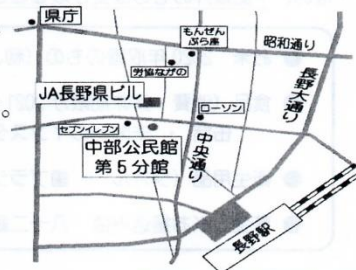 県庁
もんぜん
ぷら座
昭和通り
労協ながの
長野大通り
JA長野県ビル
ローソン
セブンイレブン
中部公民館
第5分館
中央通り
長野駅